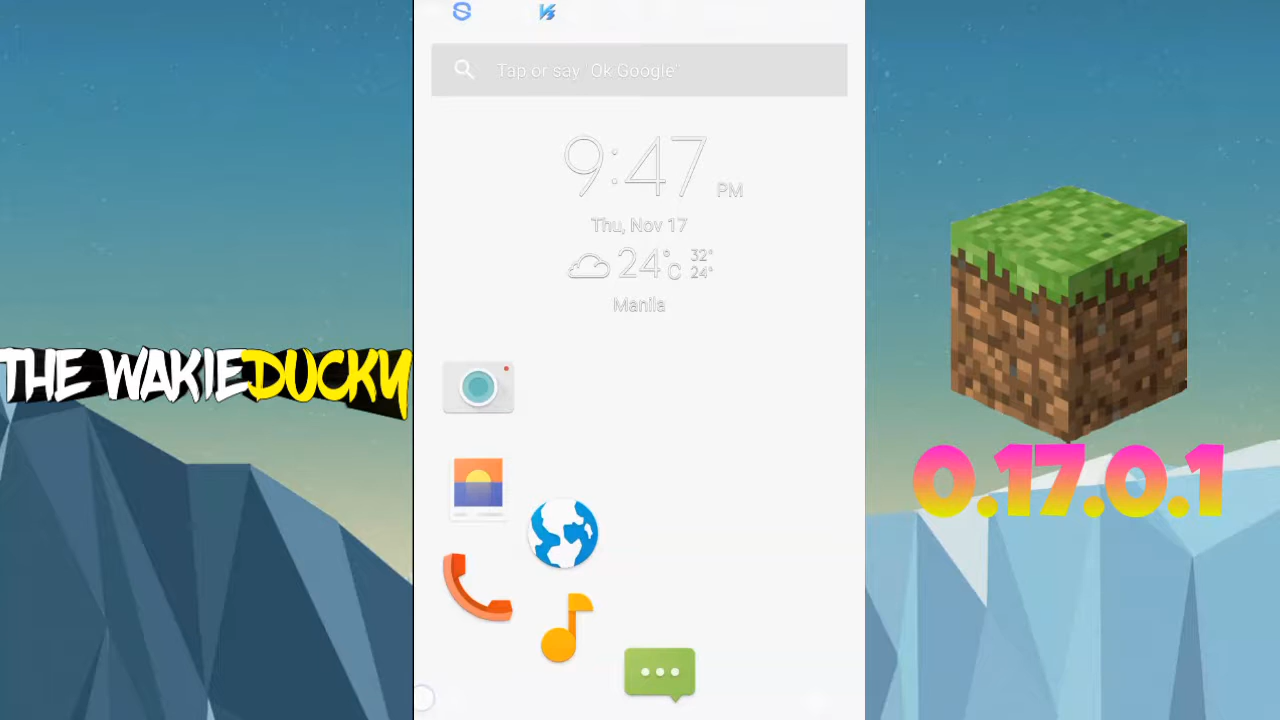 Tap or say "Ok Google"
9:47 PM
Thu, Nov 17
24°C 32° 24°
Manila
THE WAKIEDUCKY
0.17.0.1